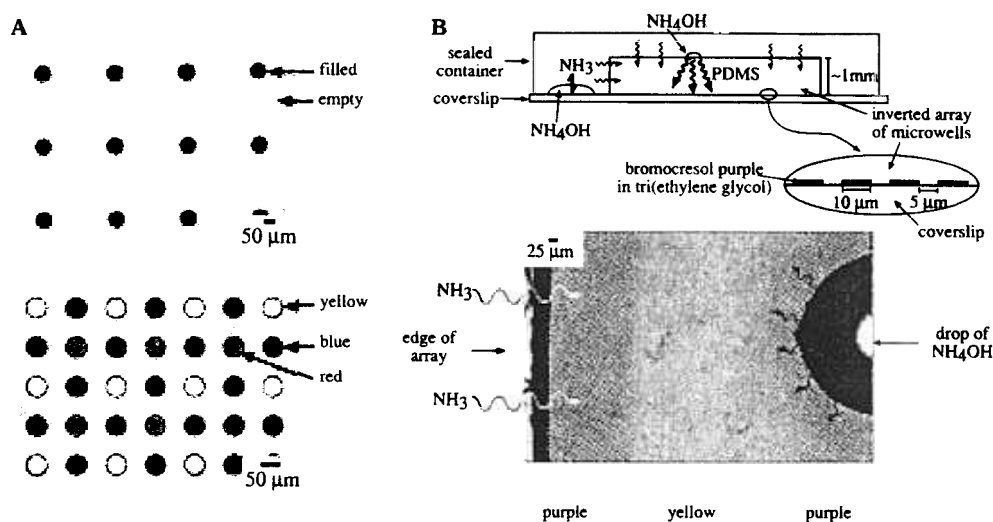 A
filled
empty
50 μm
yellow
blue
red
50 μm
B
NH4OH
sealed
container
NH3
PDMS
~1mm
coverslip
NH4OH
inverted array
of microwells
bromocresol purple
in tri(ethylene glycol)
10 μm
5 μm
coverslip
25 μm
NH3
edge of
array
drop of
NH4OH
NH3
purple
yellow
purple